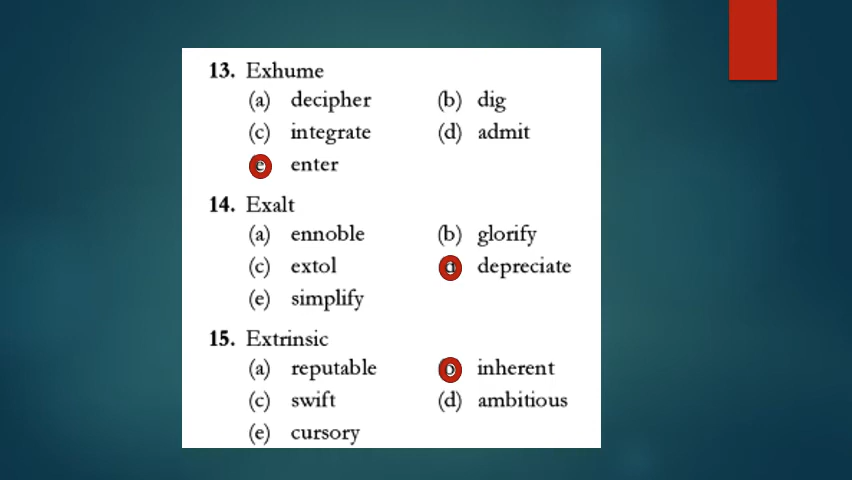 13. Exhume
(a) decipher (b) dig
(c) integrate (d) admit
(e) enter
14. Exalt
(a) ennoble (b) glorify
(c) extol (d) depreciate
(e) simplify
15. Extrinsic
(a) reputable (b) inherent
(c) swift (d) ambitious
(e) cursory